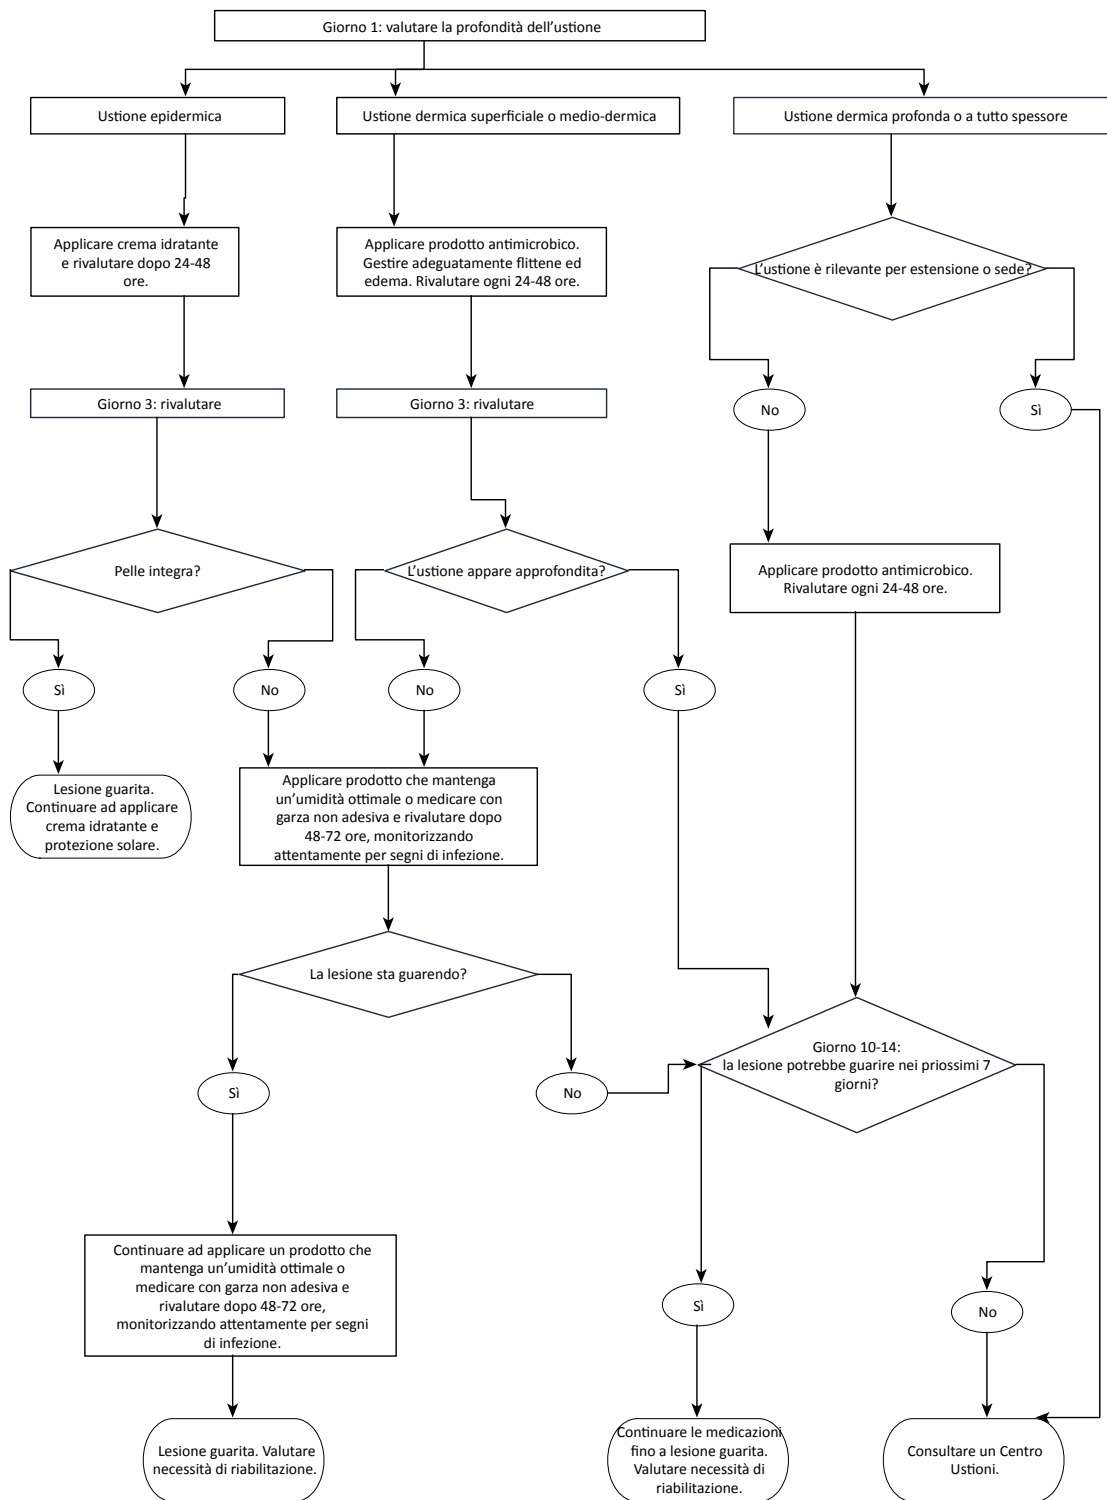 Giorno 1: valutare la profondità dell’ustione
Ustione epidermica
Ustione dermica superficiale o medio-dermica
Ustione dermica profonda o a tutto spessore
Applicare crema idratante
e rivalutare dopo 24-48
ore.
Applicare prodotto antimicrobico.
Gestire adeguatamente flittene ed
edema. Rivalutare ogni 24-48 ore.
L’ustione è rilevante per estensione o sede?
Giorno 3: rivalutare
Giorno 3: rivalutare
No
Sì
Pelle integra?
L’ustione appare approfondita?
Applicare prodotto antimicrobico.
Rivalutare ogni 24-48 ore.
Sì
No
No
Sì
Lesione guarita.
Continuare ad applicare
crema idratante e
protezione solare.
Applicare prodotto che mantenga
un’umidità ottimale o medicare con
garza non adesiva e rivalutare dopo
48-72 ore, monitorizzando
attentamente per segni di infezione.
La lesione sta guarendo?
Giorno 10-14:
la lesione potrebbe guarire nei priossimi 7
giorni?
Sì
No
Continuare ad applicare un prodotto che
mantenga un’umidità ottimale o
medicare con garza non adesiva e
rivalutare dopo 48-72 ore,
monitorizzando attentamente per segni
di infezione.
Sì
No
Lesione guarita. Valutare
necessità di riabilitazione.
Continuare le medicazioni
fino a lesione guarita.
Valutare necessità di
riabilitazione.
Consultare un Centro
Ustioni.